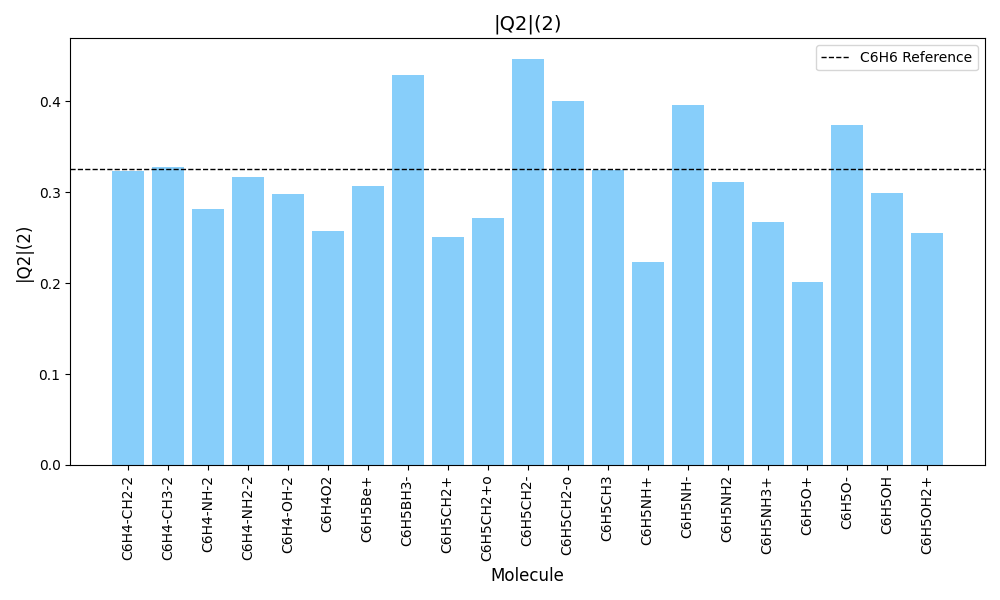 |Q2|(2)
C6H6 Reference
|Q2|(2)
0.4
0.3
0.2
0.1
0.0
C6H4-CH2-2
C6H4-CH3-2
C6H4-NH-2
C6H4-NH2-2
C6H4-OH-2
C6H4O2
C6H5Be+
C6H5BH3-
C6H5CH2+
C6H5CH2+o
C6H5CH2-
C6H5CH2-o
C6H5CH3
C6H5NH+
C6H5NH-
C6H5NH2
C6H5NH3+
C6H5O+
C6H5O-
C6H5OH
C6H5OH2+
Molecule